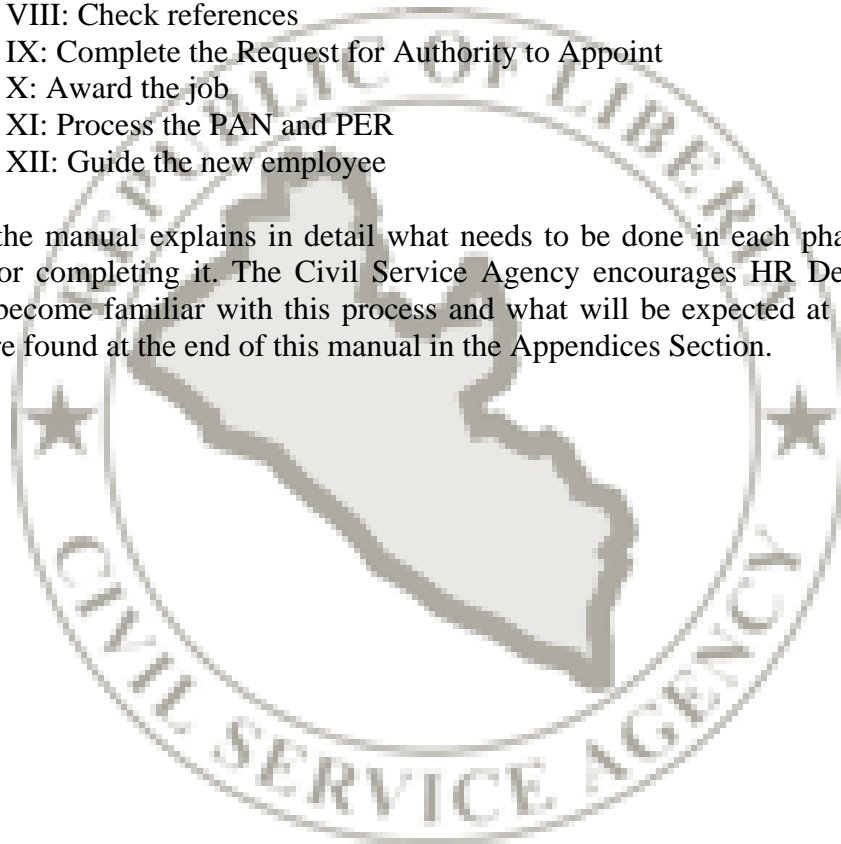 VIII: Check references
IX: Complete the Request for Authority to Appoint
X: Award the job
XI: Process the PAN and PER
XII: Guide the new employee
the manual explains in detail what needs to be done in each pha
or completing it. The Civil Service Agency encourages HR De
become familiar with this process and what will be expected at
re found at the end of this manual in the Appendices Section.
REPUBLIC OF LIBERIA
CIVIL SERVICE AGENCY